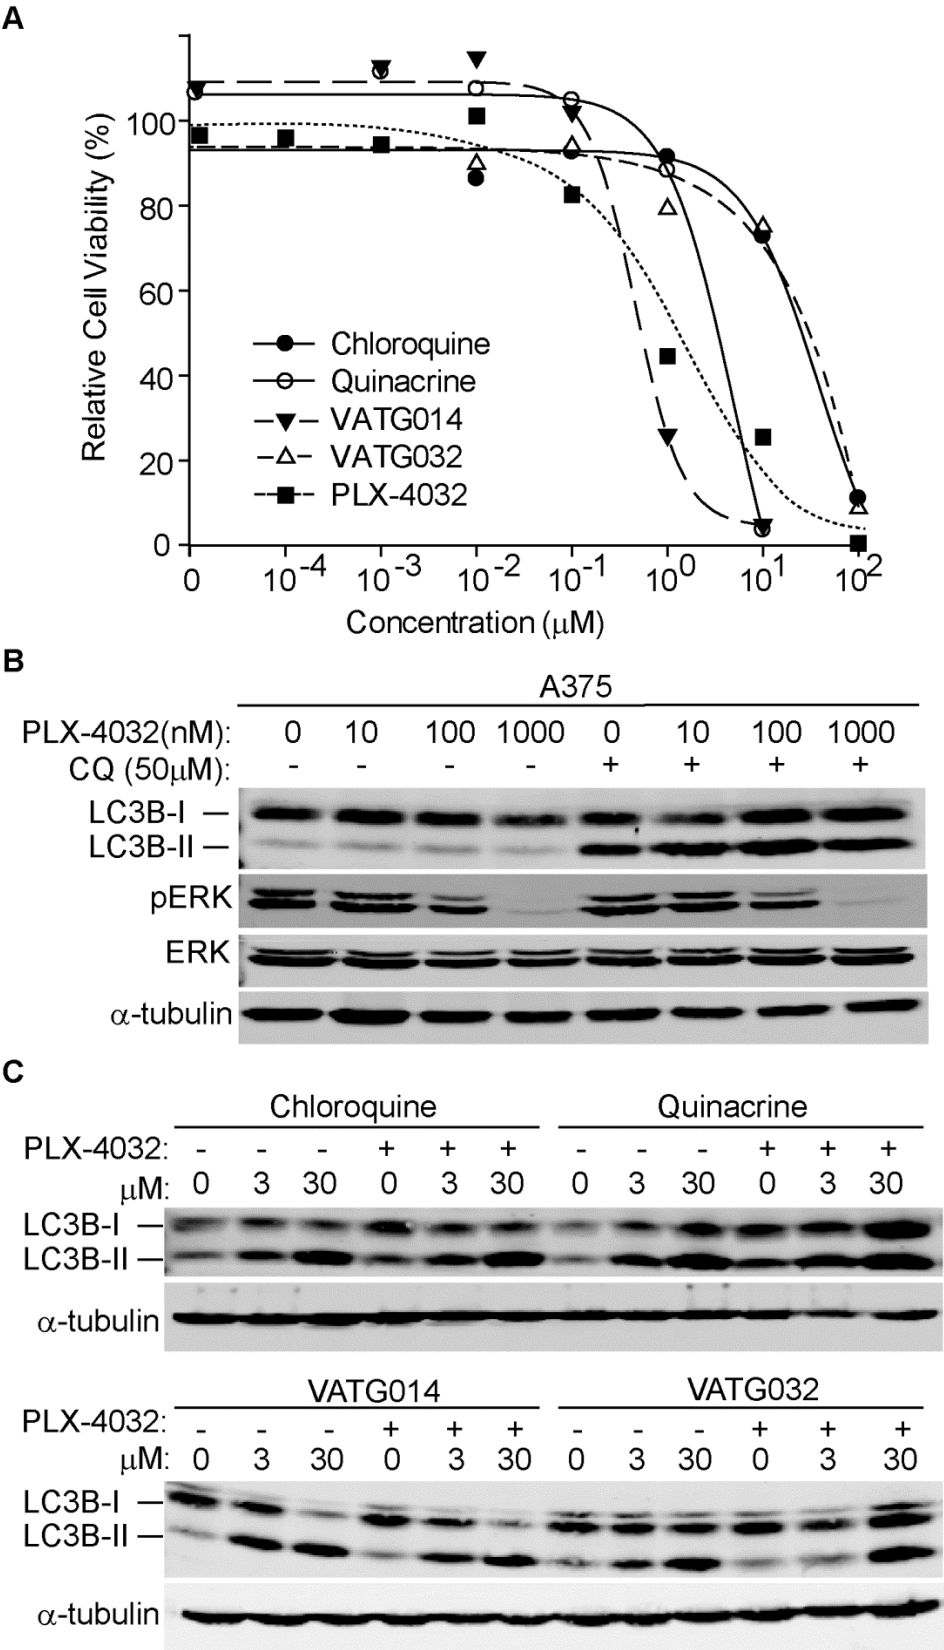 A
Relative Cell Viability (%)
100
80
60
40
20
0
Chloroquine
Quinacrine
VATG014
VATG032
PLX-4032
0 10-4 10-3 10-2 10-1 100 101 102
Concentration (μM)
B
A375
PLX-4032(nM): 0 10 100 1000 0 10 100 1000
CQ (50μM): - - - - + + + +
LC3B-I
LC3B-II
pERK
ERK
α-tubulin
C
Chloroquine Quinacrine
PLX-4032: - - - + + + - - - + + +
μM: 0 3 30 0 3 30 0 3 30 0 3 30
LC3B-I
LC3B-II
α-tubulin
VATG014 VATG032
PLX-4032: - - - + + + - - - + + +
μM: 0 3 30 0 3 30 0 3 30 0 3 30
LC3B-I
LC3B-II
α-tubulin